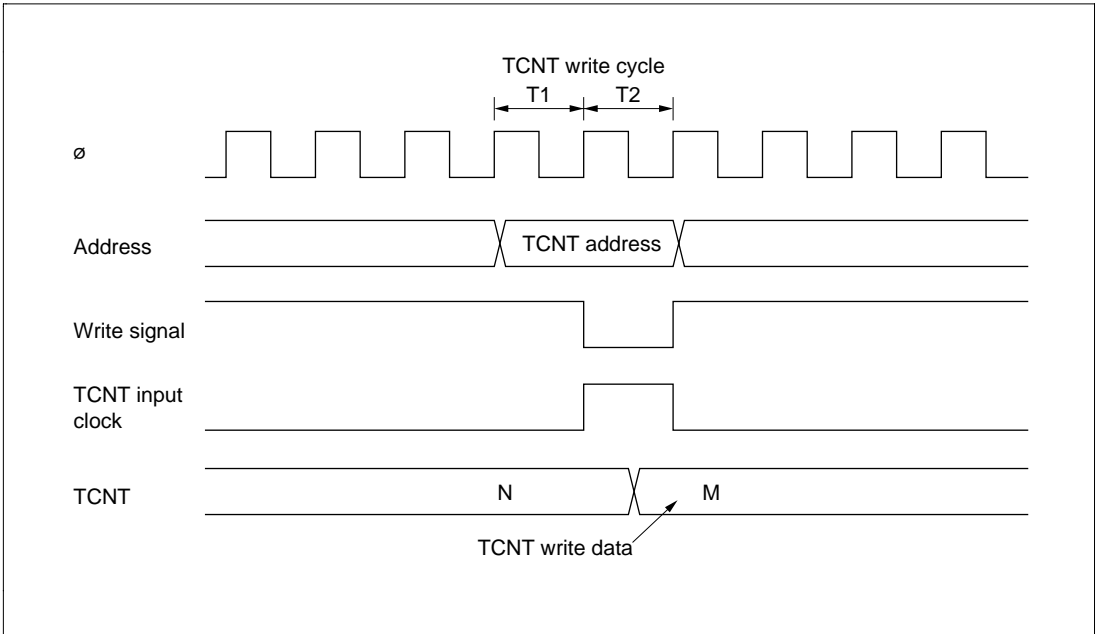 TCNT write cycle
T1 T2
ø
Address
TCNT address
Write signal
TCNT input
clock
TCNT
N
M
TCNT write data